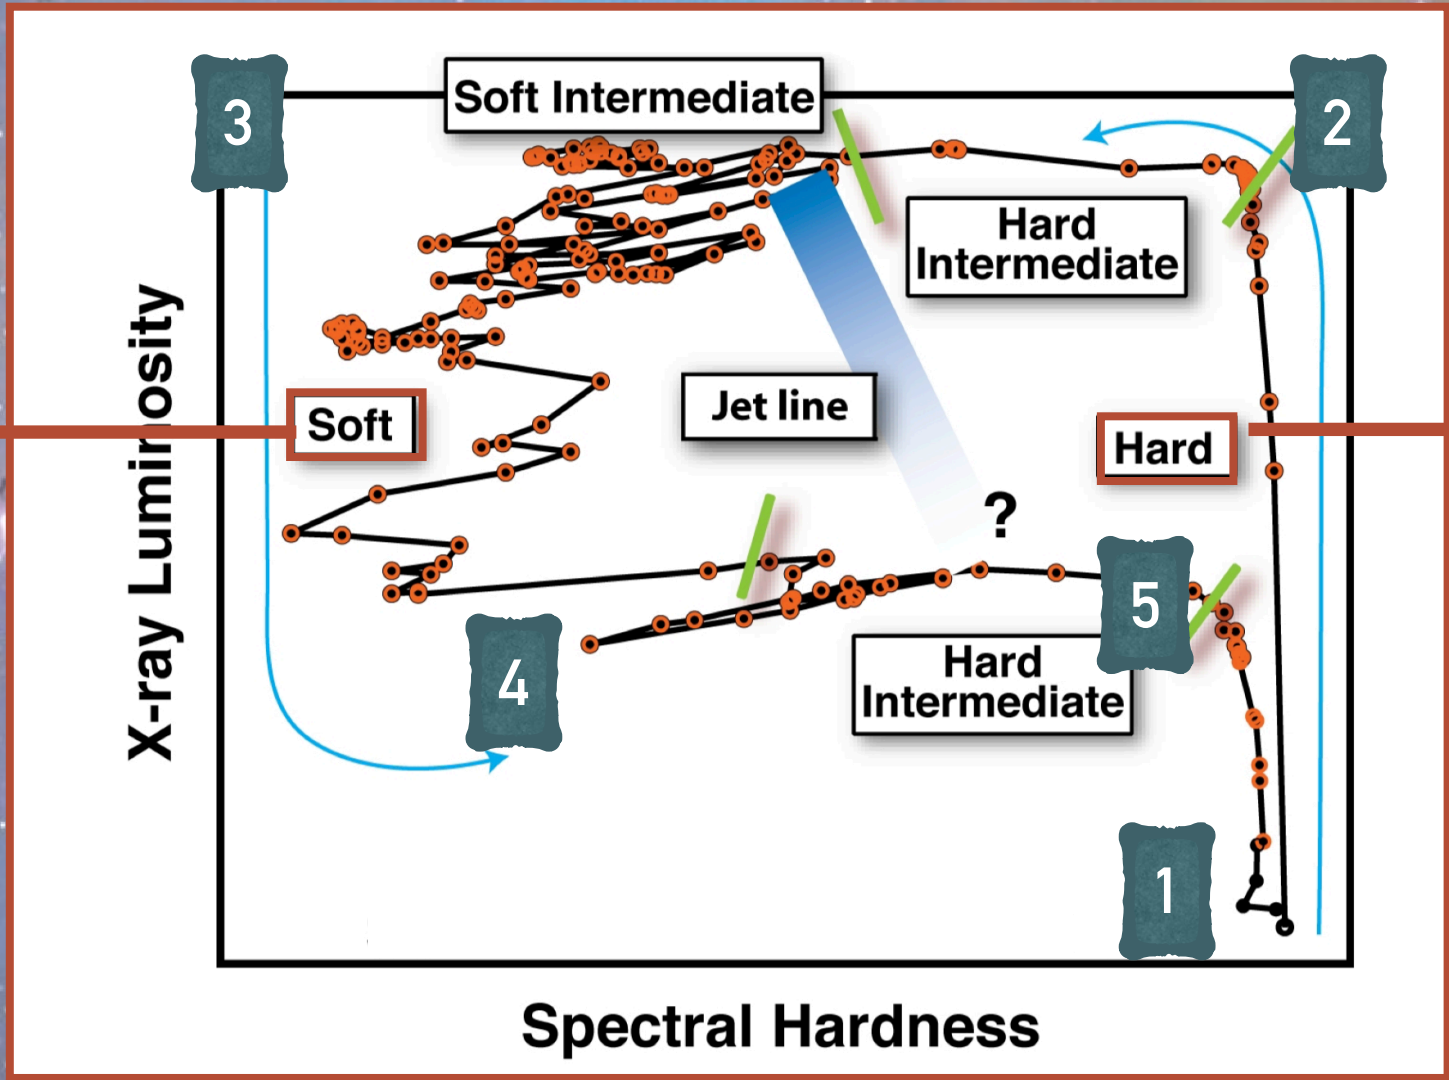 3
Soft Intermediate
2
Hard
Intermediate
X-ray Luminosity
Soft
Jet line
Hard
?
5
4
Hard
Intermediate
1
Spectral Hardness